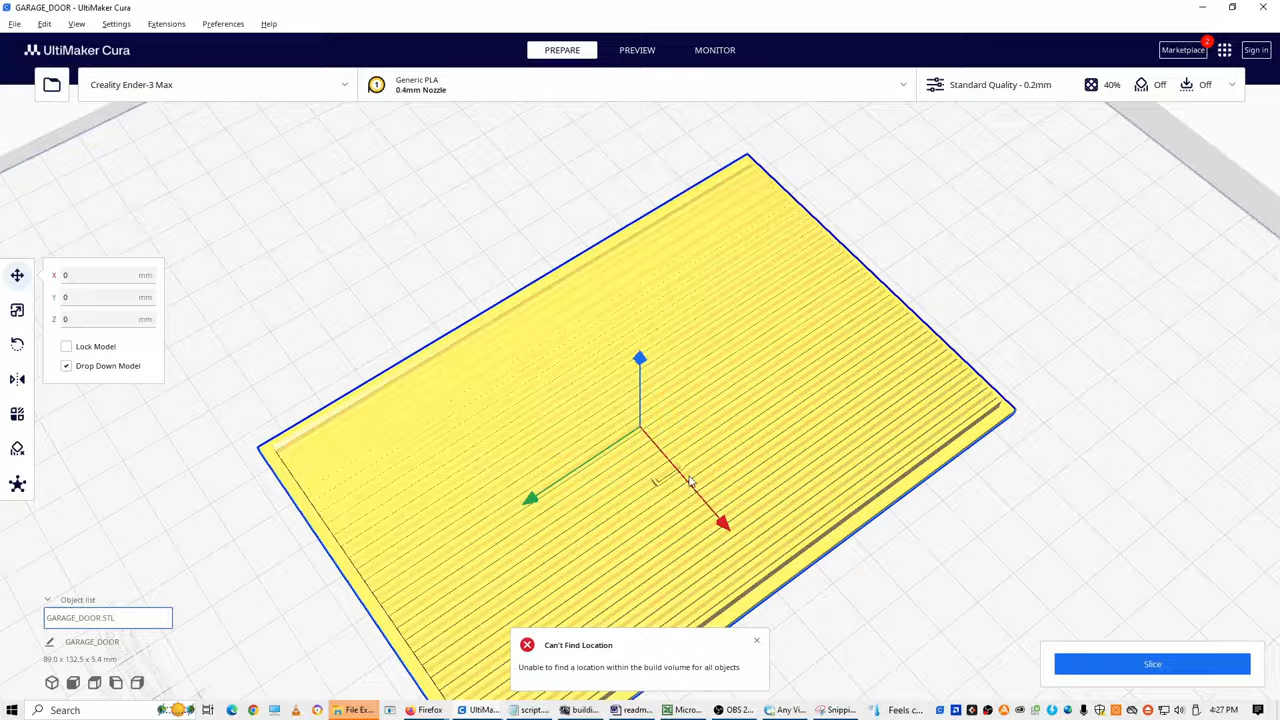 GARAGE_DOOR - UltiMaker Cura
File Edit View Settings Extensions Preferences Help
UltiMaker Cura
PREPARE PREVIEW MONITOR
Marketplace 2 Sign in
Creality Ender-3 Max
1 Generic PLA
0.4mm Nozzle
Standard Quality - 0.2mm 40% Off Off
X 0 mm
Y 0 mm
Z 0 mm
Lock Model
Drop Down Model
Object list
GARAGE_DOOR.STL
GARAGE_DOOR
89.0 x 132.5 x 5.4 mm
Can't Find Location
Unable to find a location within the build volume for all objects
Slice
Search File Ex... Firefox UltiMa... script... buildi... readm... Micro... OBS 2... Any Vi... Snippi... Feels c... 4:27 PM